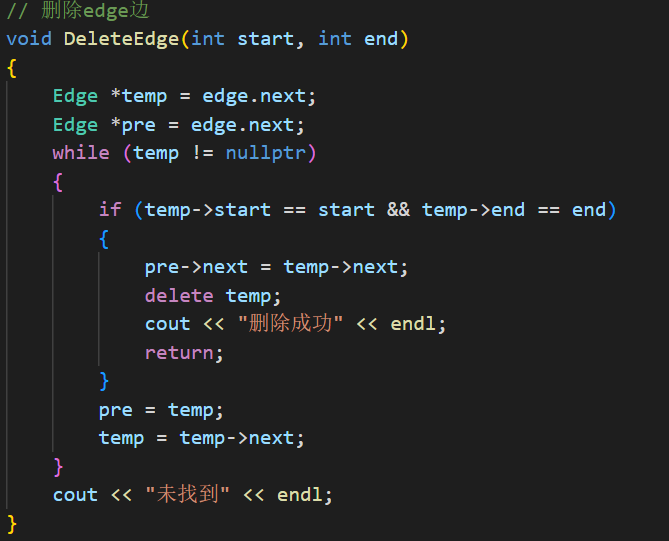 // 删除edge边
void DeleteEdge(int start, int end)
{
    Edge *temp = edge.next;
    Edge *pre = edge.next;
    while (temp != nullptr)
    {
        if (temp->start == start && temp->end == end)
        {
            pre->next = temp->next;
            delete temp;
            cout << "删除成功" << endl;
            return;
        }
        pre = temp;
        temp = temp->next;
    }
    cout << "未找到" << endl;
}